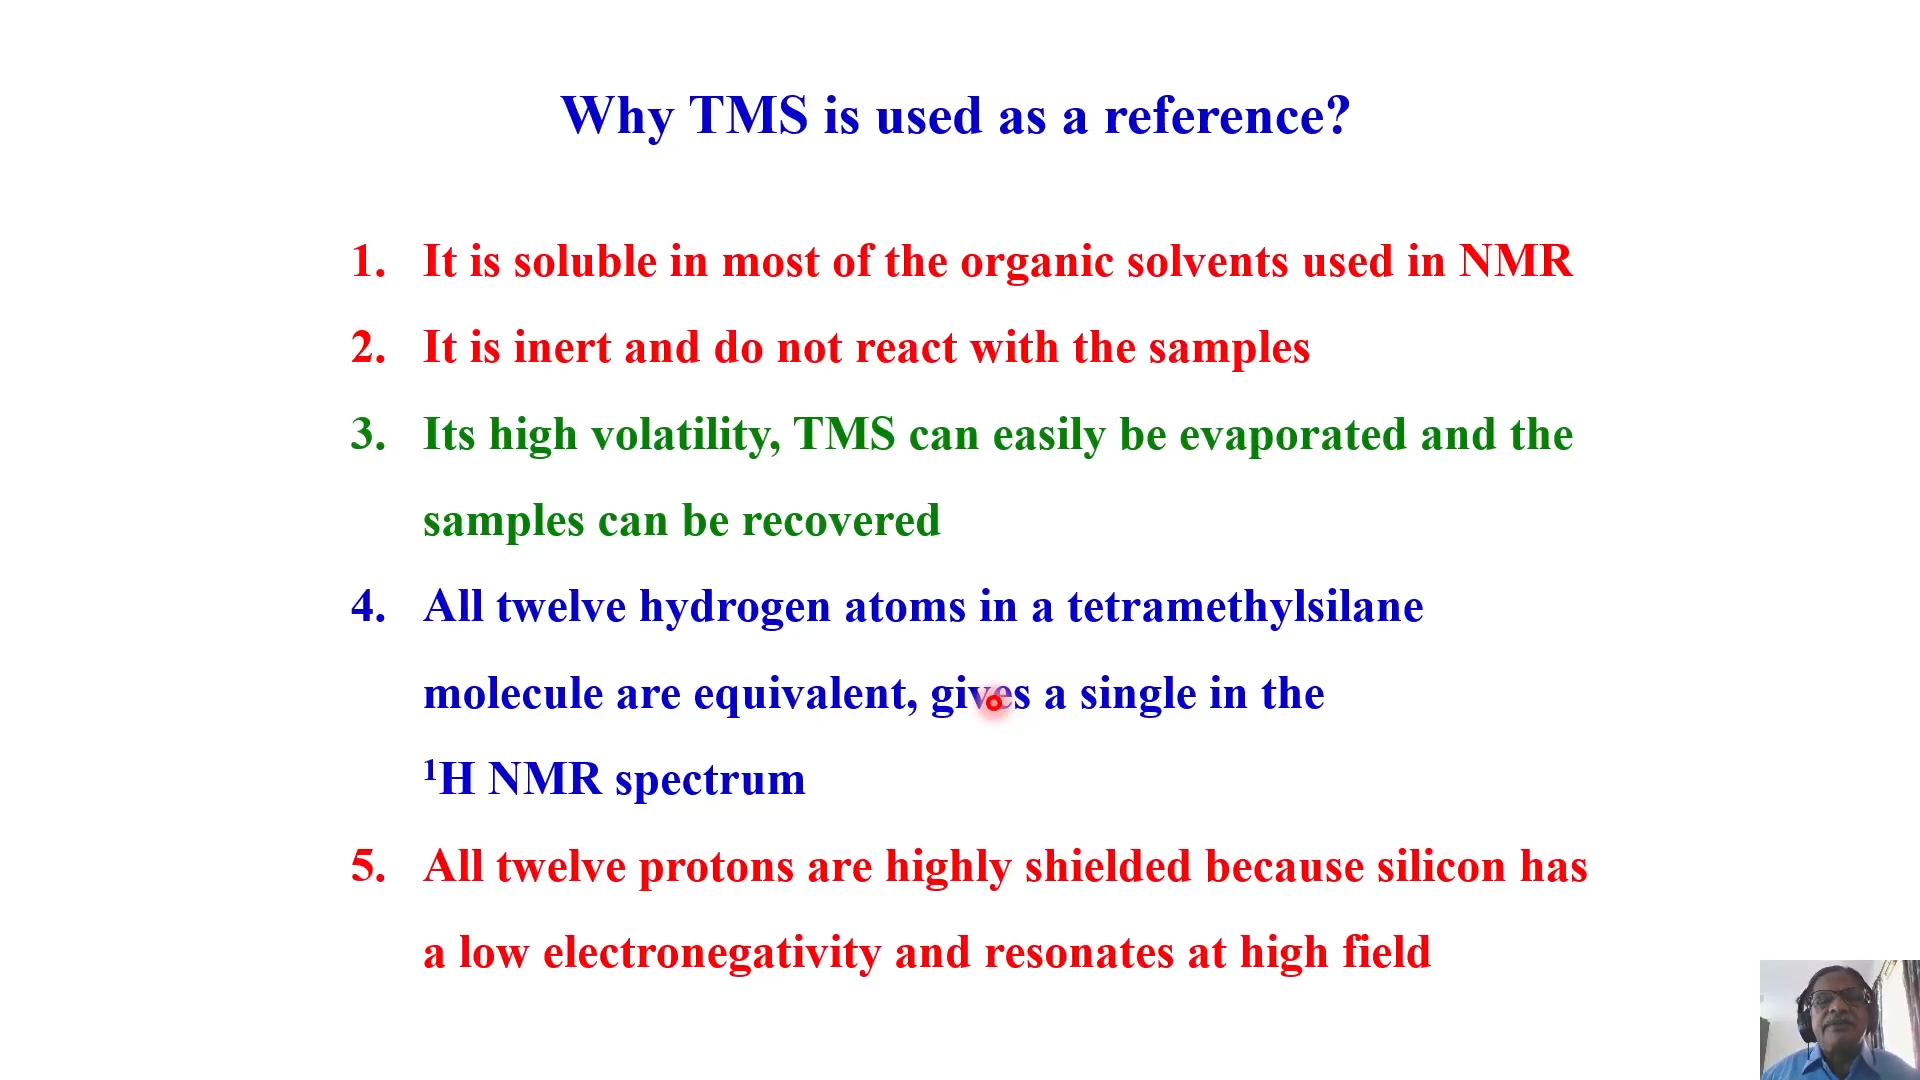 Why TMS is used as a reference?
1. It is soluble in most of the organic solvents used in NMR
2. It is inert and do not react with the samples
3. Its high volatility, TMS can easily be evaporated and the
samples can be recovered
4. All twelve hydrogen atoms in a tetramethylsilane
molecule are equivalent, gives a single in the
¹H NMR spectrum
5. All twelve protons are highly shielded because silicon has
a low electronegativity and resonates at high field